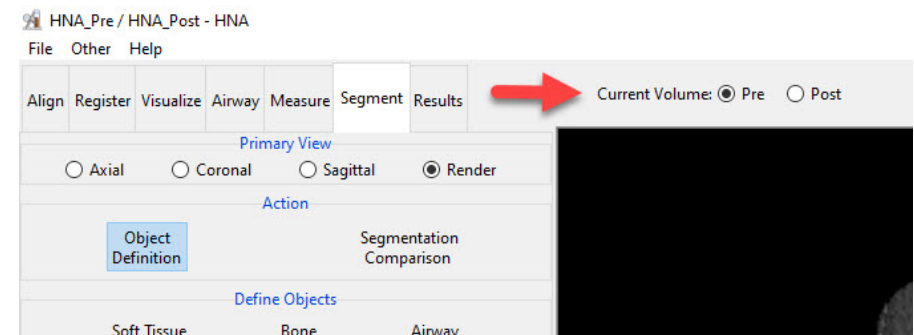 HNA_Pre / HNA_Post - HNA
File Other Help
Align Register Visualize Airway Measure Segment Results
Current Volume: Pre Post
Primary View
Axial Coronal Sagittal Render
Action
Object
Definition
Segmentation
Comparison
Define Objects
Soft Tissue Bone Airway